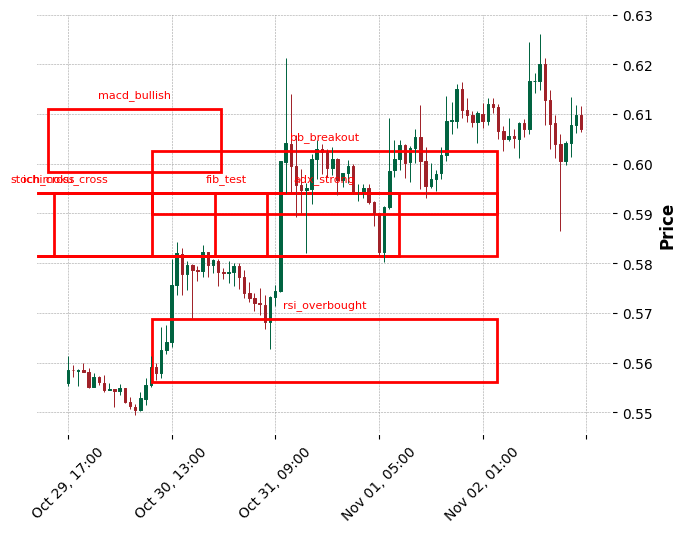 0.63
0.62
macd_bullish
0.61
bb_breakout
0.60
fib_test
adx_strong
0.59
Price
0.58
0.57
rsi_overbought
0.56
0.55
Oct 29, 17:00
Oct 30, 13:00
Oct 31, 09:00
Nov 01, 05:00
Nov 02, 01:00